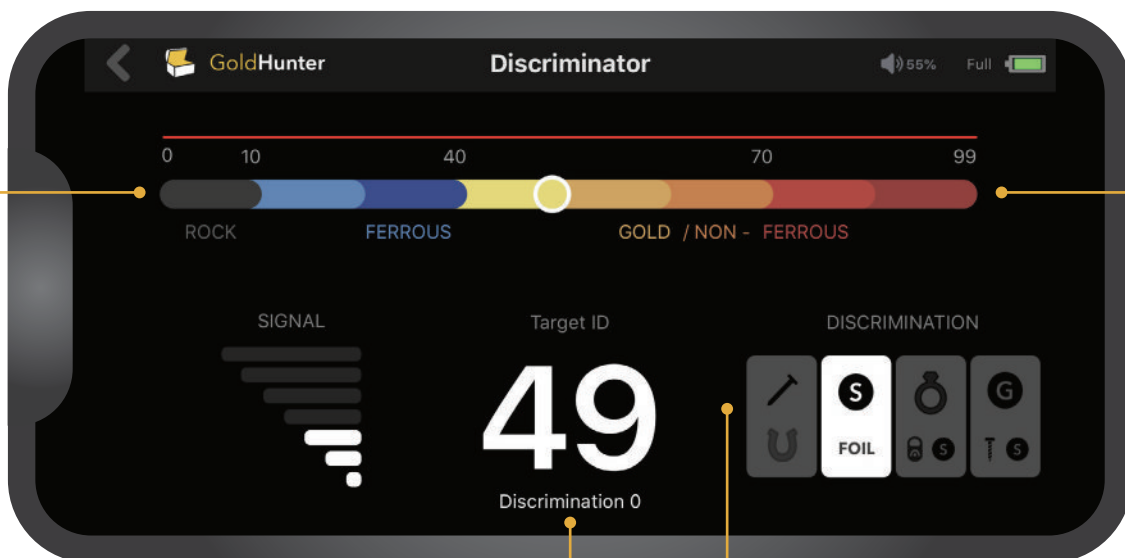 GoldHunter Discriminator 55% Full
0 10 40 70 99
ROCK FERROUS GOLD / NON - FERROUS
SIGNAL Target ID DISCRIMINATION
49
S G
FOIL S S
Discrimination 0